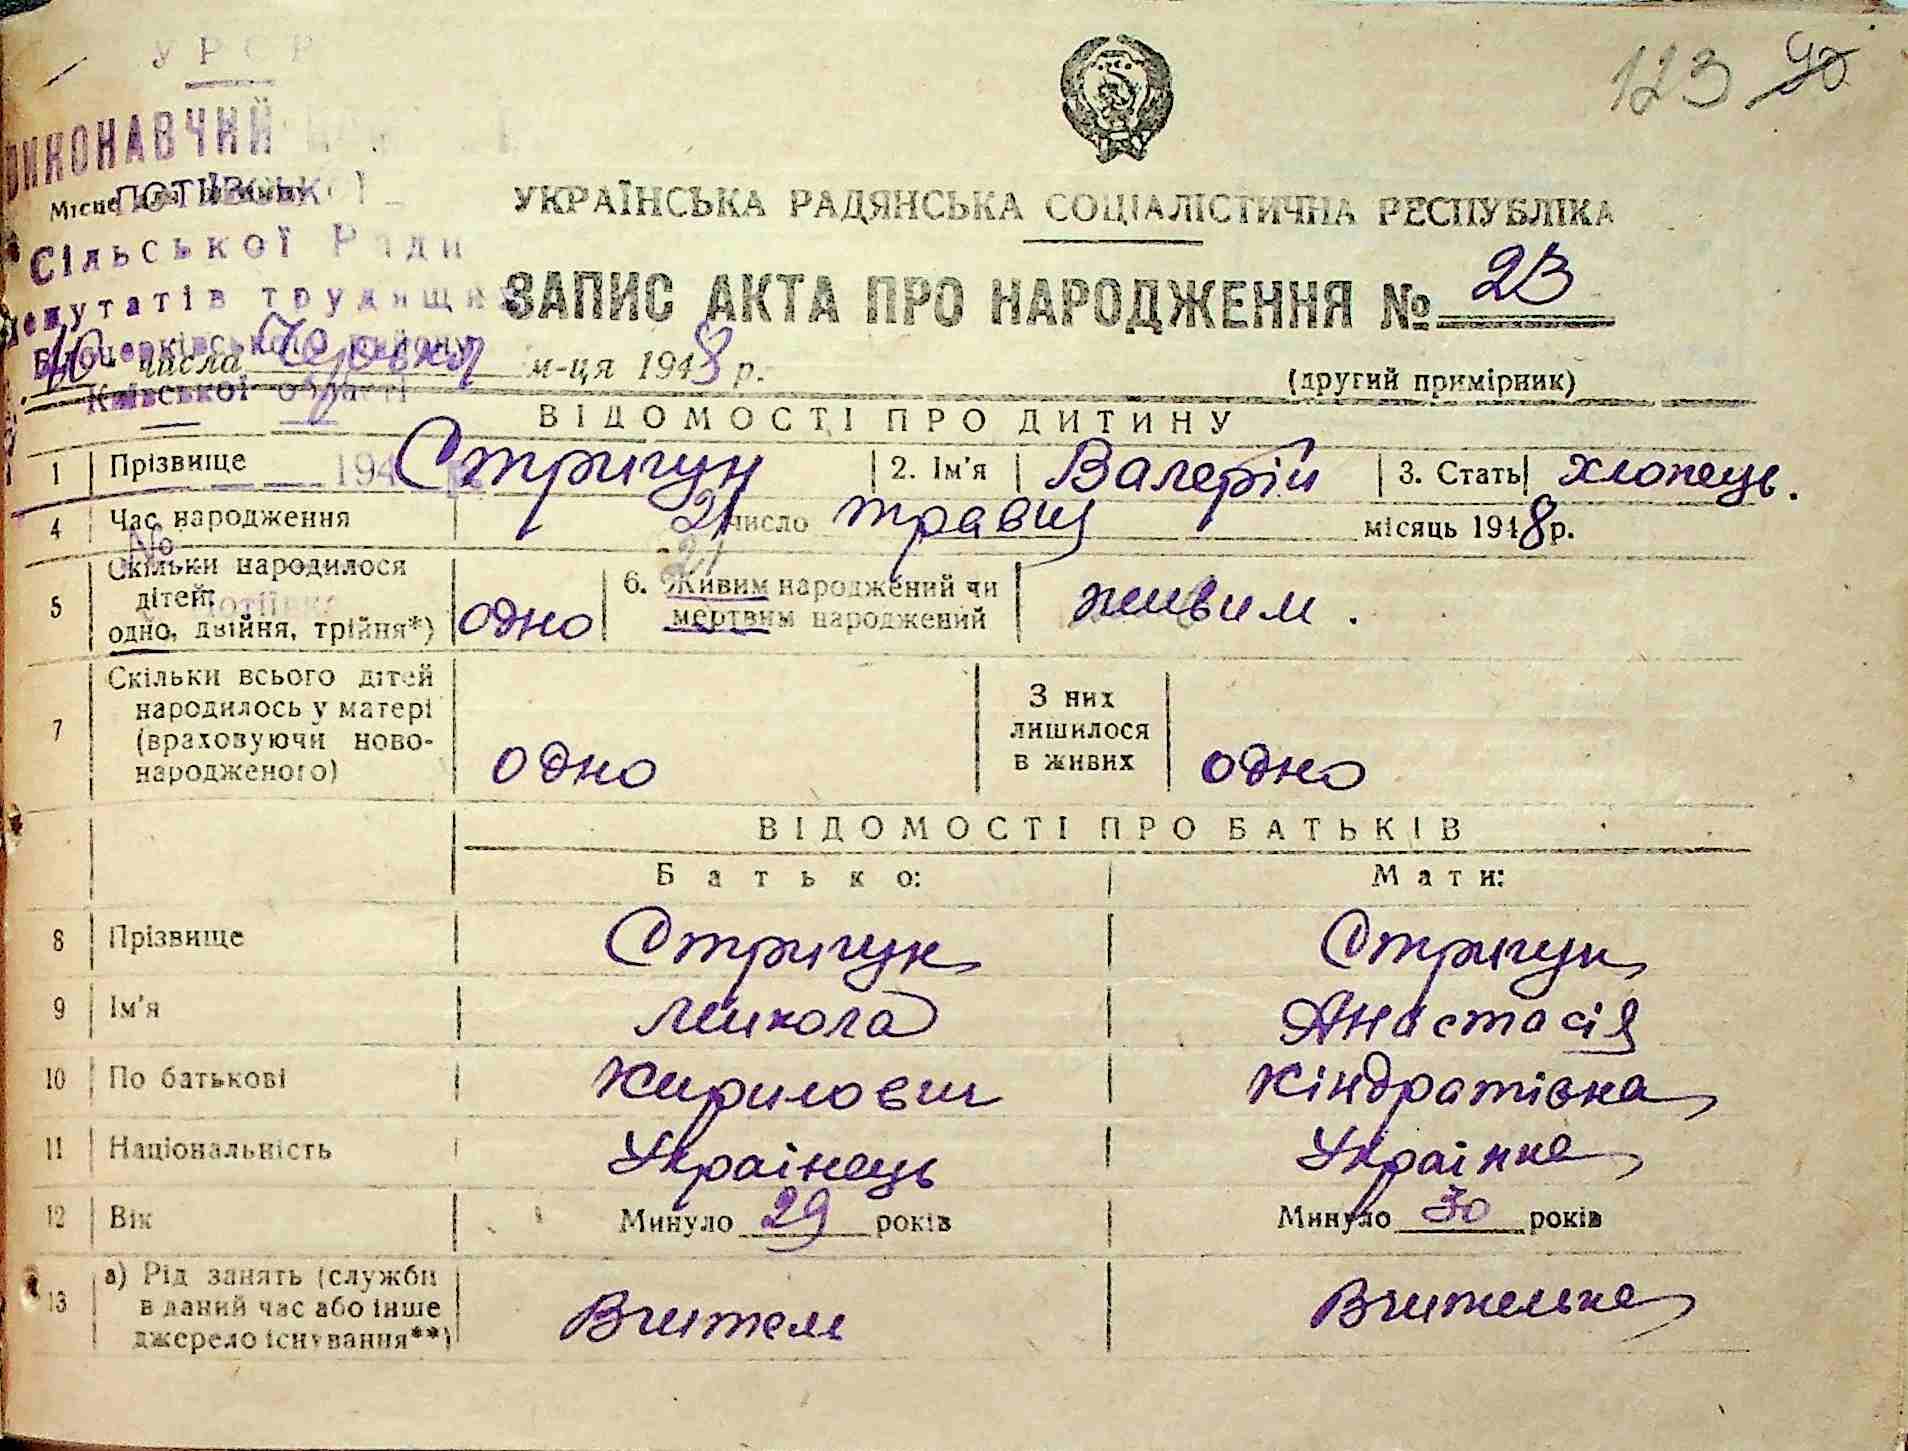 УРСР
ВИКОНАВЧИЙ
Місце для штампу
ПОТІЇВСЬКОЇ
Сільської Ради
депутатів трудящих
Білоцерківського району
Київської області
194
№
123 90
УКРАЇНСЬКА РАДЯНСЬКА СОЦІАЛІСТИЧНА РЕСПУБЛІКА
ЗАПИС АКТА ПРО НАРОДЖЕННЯ № 23
10 числа Червня м-ця 1948 р.
(другий примірник)
ВІДОМОСТІ ПРО ДИТИНУ
1 Прізвище Стригун 2. Ім'я Валерій 3. Стать хлопець.
4 Час народження 21 число травня місяць 1948 р.
21
5 Скільки народилося дітей: одно, двійня, трійня*) одно 6. Живим народжений чи мертвим народжений живим.
7 Скільки всього дітей народилось у матері (враховуючи ново-народженого) одно З них лишилося в живих одно
ВІДОМОСТІ ПРО БАТЬКІВ
Батько: Мати:
8 Прізвище Стригун Стригун
9 Ім'я Микола Анастасія
10 По батькові Кирилович Кіндратівна
11 Національність Українець Українка
12 Вік Минуло 29 років Минуло 30 років
13 а) Рід занять (служби в даний час або інше джерело існування**) Вчитель Вчителька